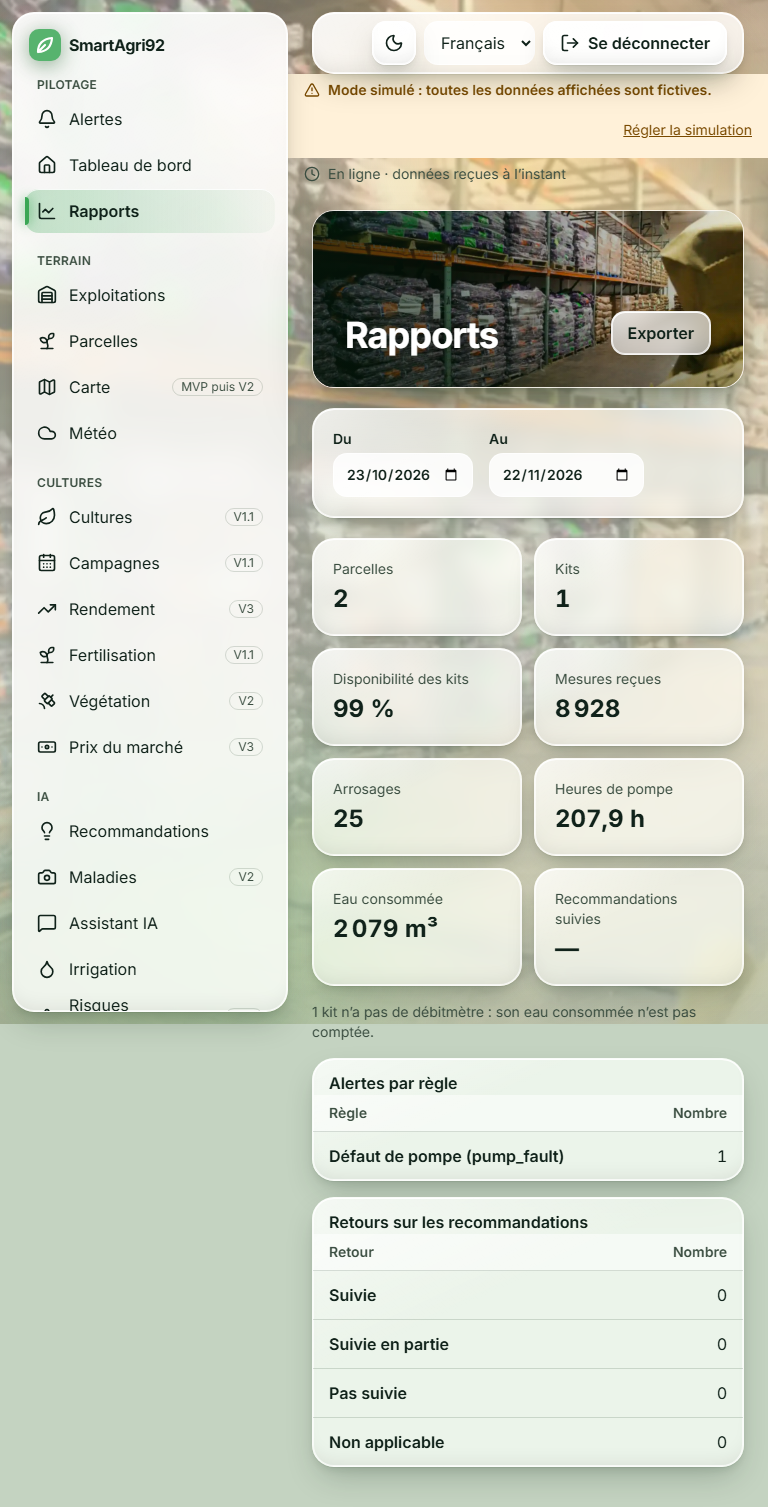 SmartAgri92
PILOTAGE
Alertes
Tableau de bord
Rapports
TERRAIN
Exploitations
Parcelles
Carte MVP puis V2
Météo
CULTURES
Cultures V1.1
Campagnes V1.1
Rendement V3
Fertilisation V1.1
Végétation V2
Prix du marché V3
IA
Recommandations
Maladies V2
Assistant IA
Irrigation
Risques
Français Se déconnecter
Mode simulé : toutes les données affichées sont fictives.
Régler la simulation
En ligne · données reçues à l’instant
Rapports Exporter
Du Au
23/10/2026 22/11/2026
Parcelles Kits
2 1
Disponibilité des kits Mesures reçues
99 % 8 928
Arrosages Heures de pompe
25 207,9 h
Eau consommée Recommandations
suivies
2 079 m³ —
1 kit n’a pas de débitmètre : son eau consommée n’est pas
comptée.
Alertes par règle
Règle Nombre
Défaut de pompe (pump_fault) 1
Retours sur les recommandations
Retour Nombre
Suivie 0
Suivie en partie 0
Pas suivie 0
Non applicable 0